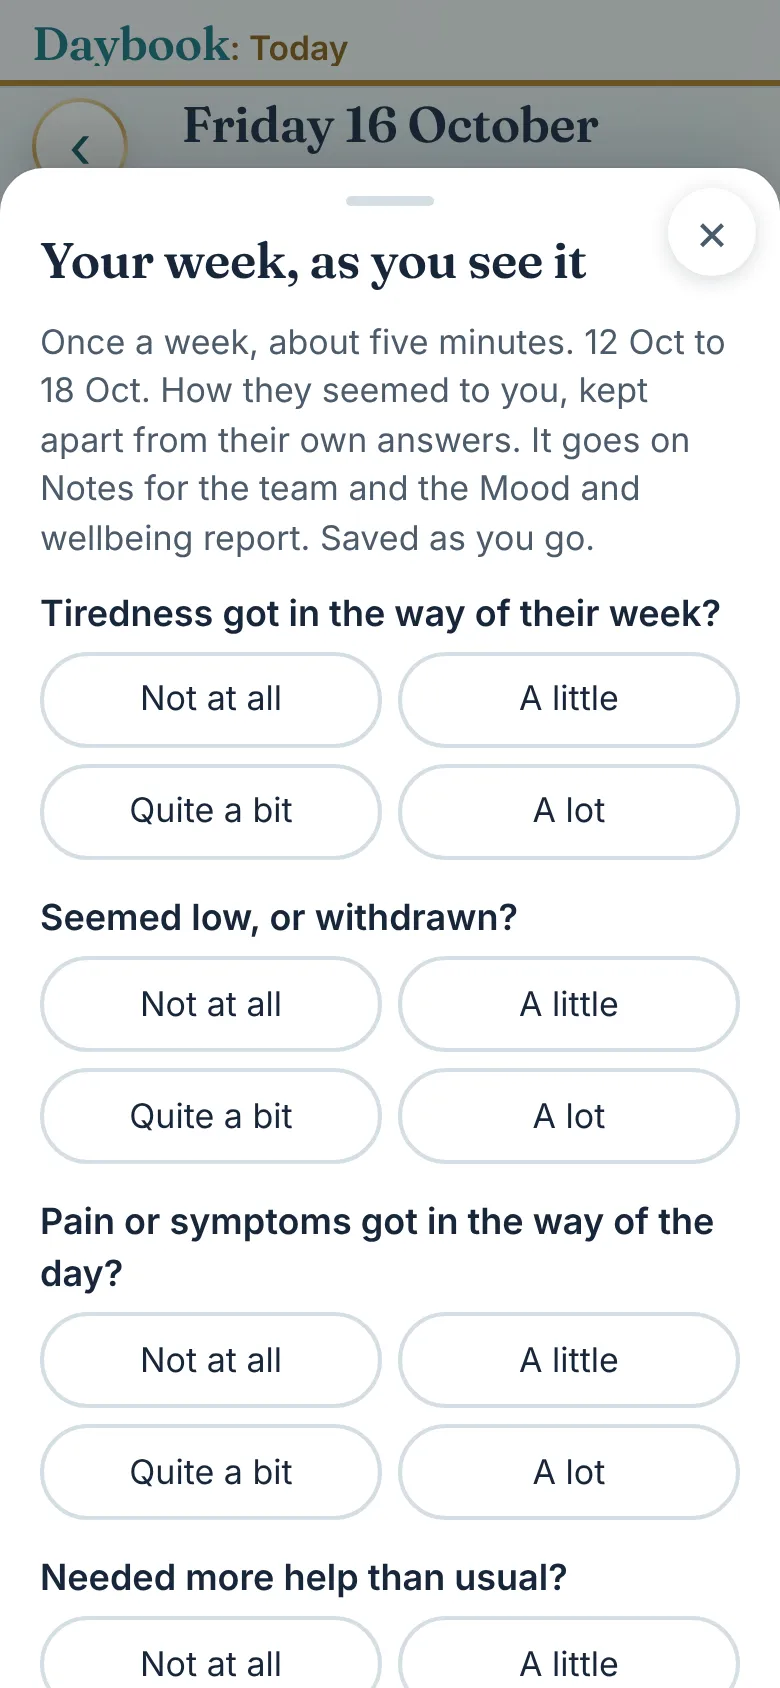 Daybook: Today
‹
Friday 16 October
×
Your week, as you see it
Once a week, about five minutes. 12 Oct to
18 Oct. How they seemed to you, kept
apart from their own answers. It goes on
Notes for the team and the Mood and
wellbeing report. Saved as you go.
Tiredness got in the way of their week?
Not at all
A little
Quite a bit
A lot
Seemed low, or withdrawn?
Not at all
A little
Quite a bit
A lot
Pain or symptoms got in the way of the
day?
Not at all
A little
Quite a bit
A lot
Needed more help than usual?
Not at all
A little